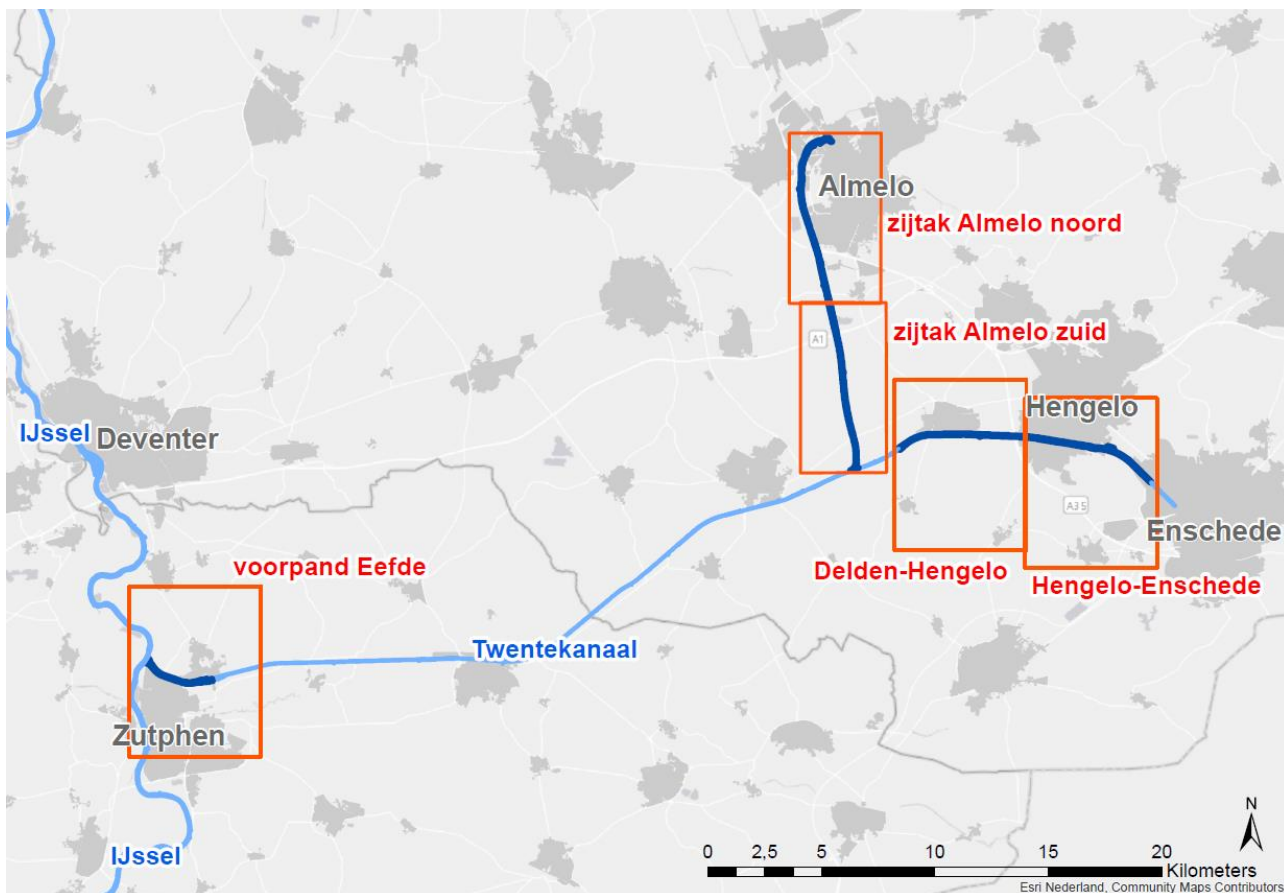 Almelo
zijtak Almelo noord
zijtak Almelo zuid
A1
IJssel
Deventer
Hengelo
A35
Enschede
voorpand Eefde
Delden-Hengelo
Hengelo-Enschede
Twentekanaal
Zutphen
IJssel
N
0 2,5 5 10 15 20
Kilometers
Esri Nederland, Community Maps Contributors